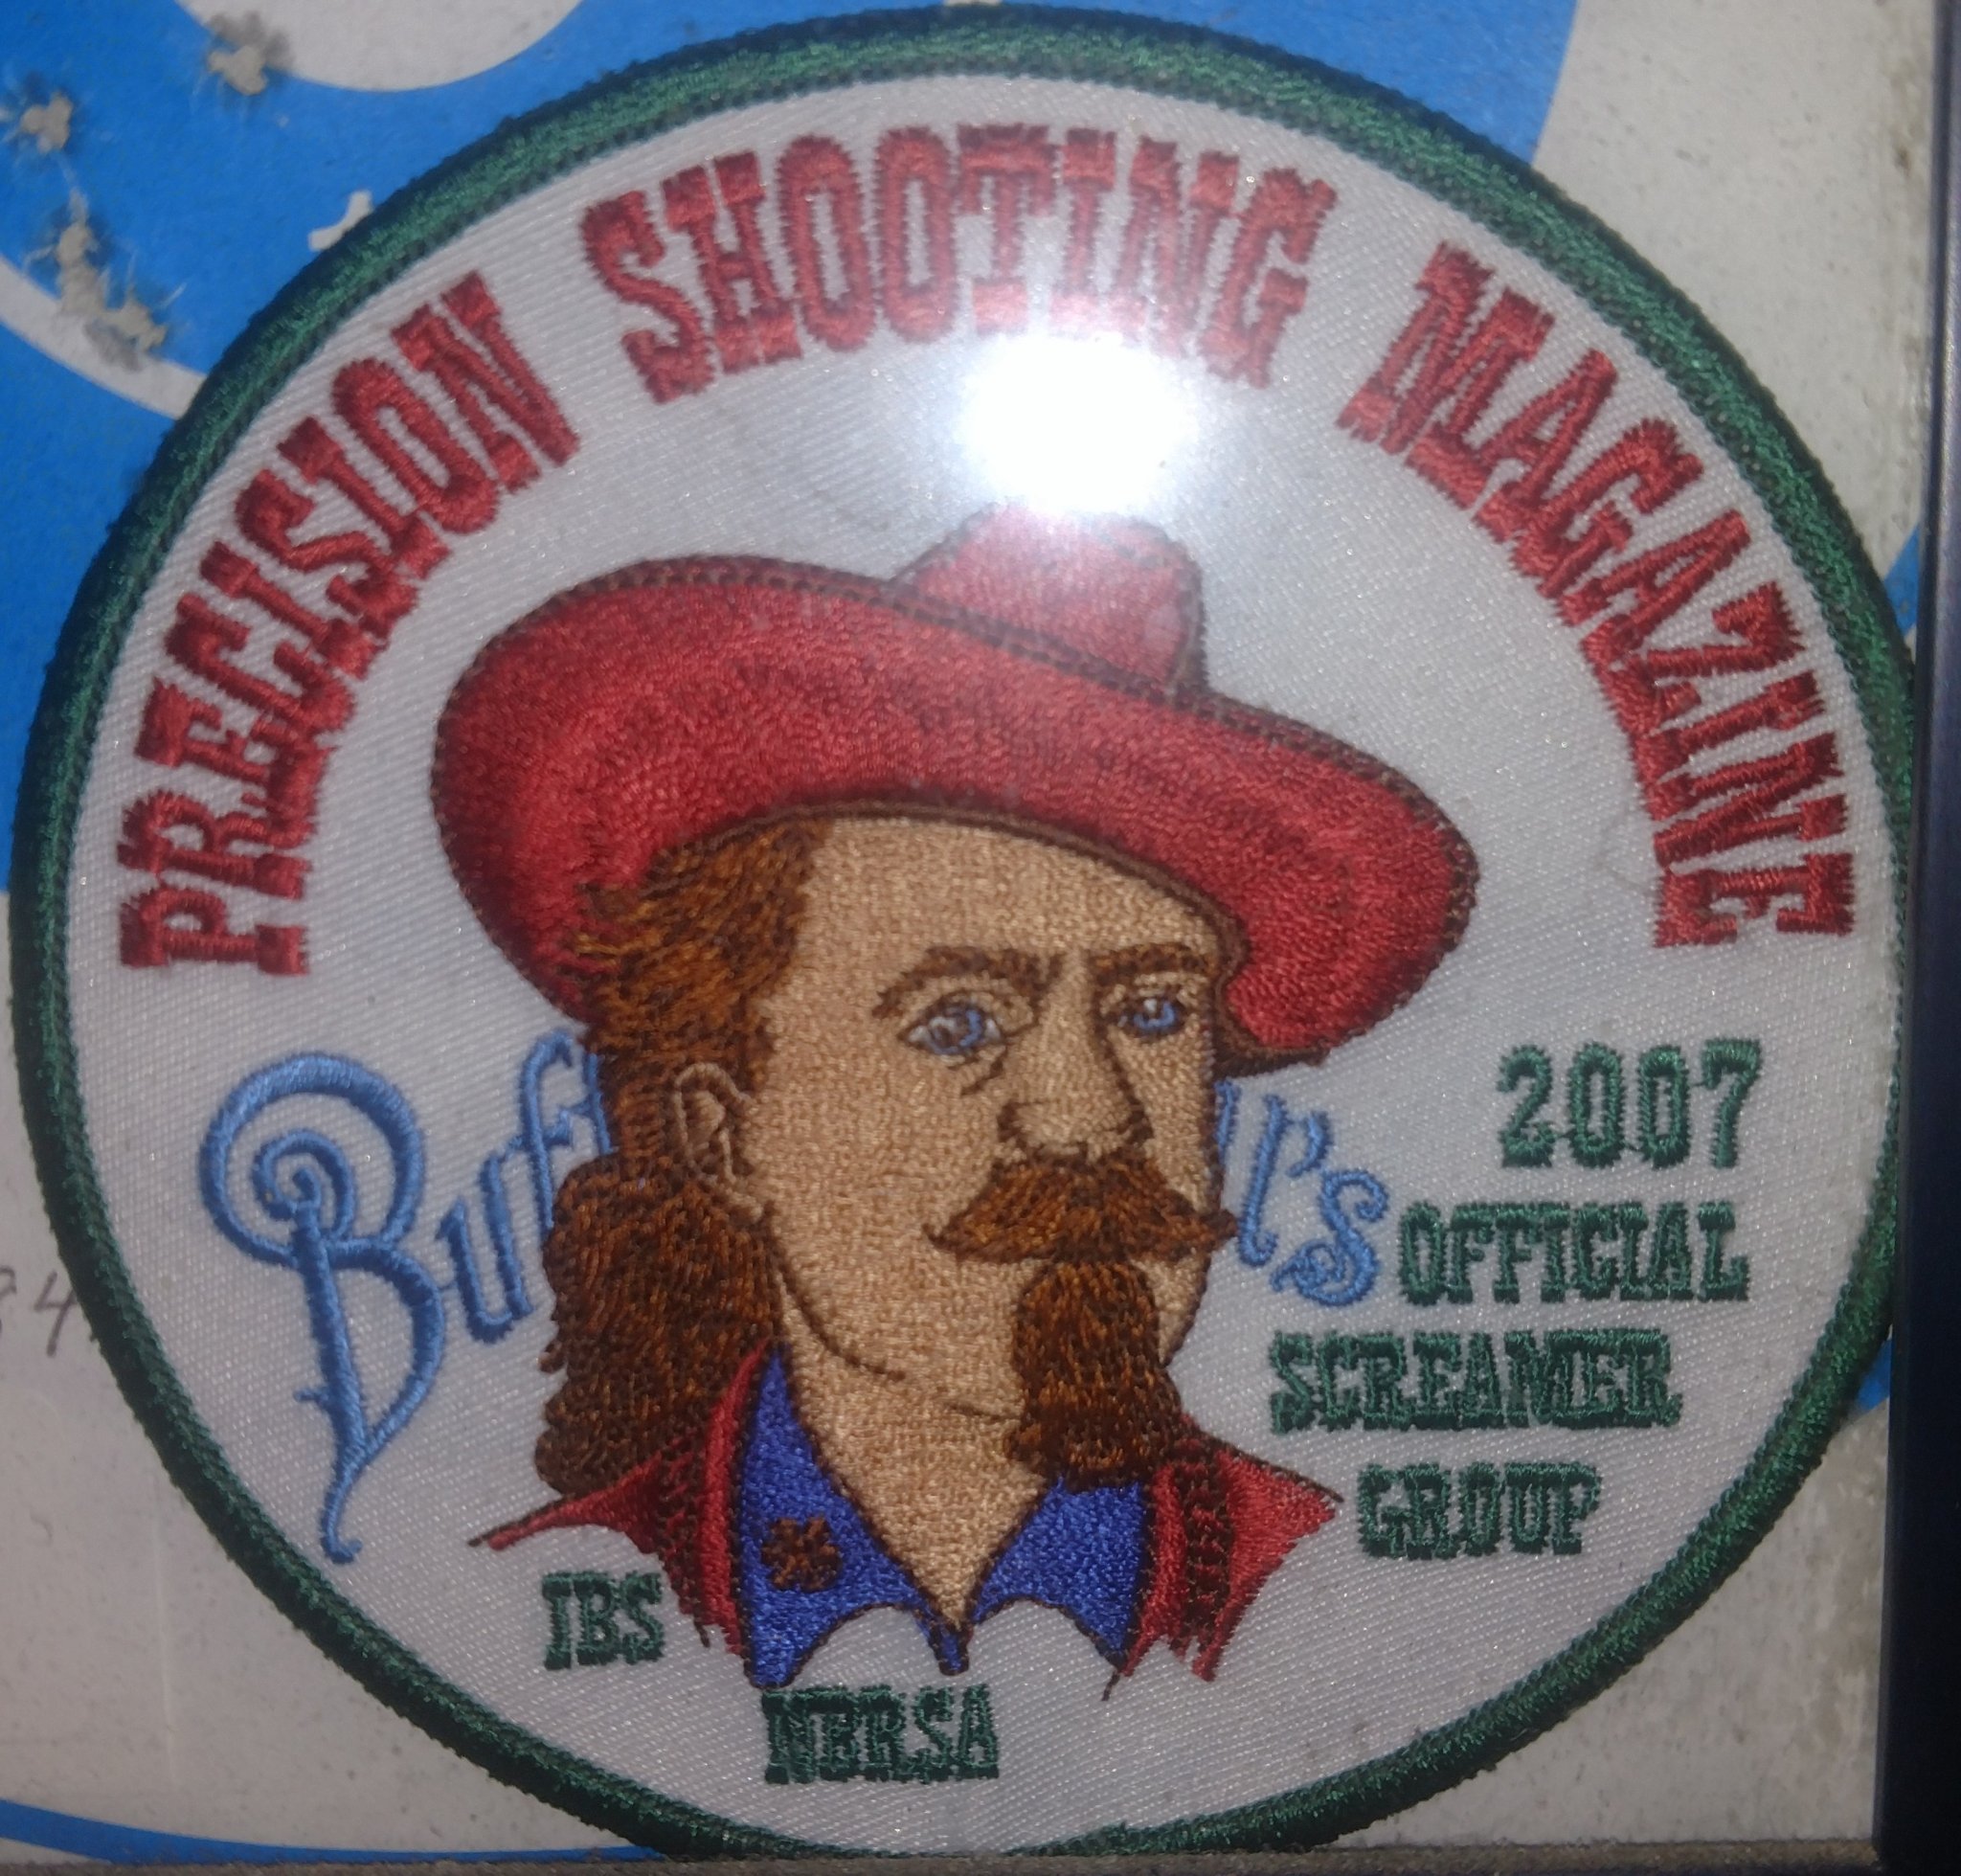 PRECISION SHOOTING MAGAZINE
2007
OFFICIAL
SCREAMER
GROUP
IBS
NBRSA